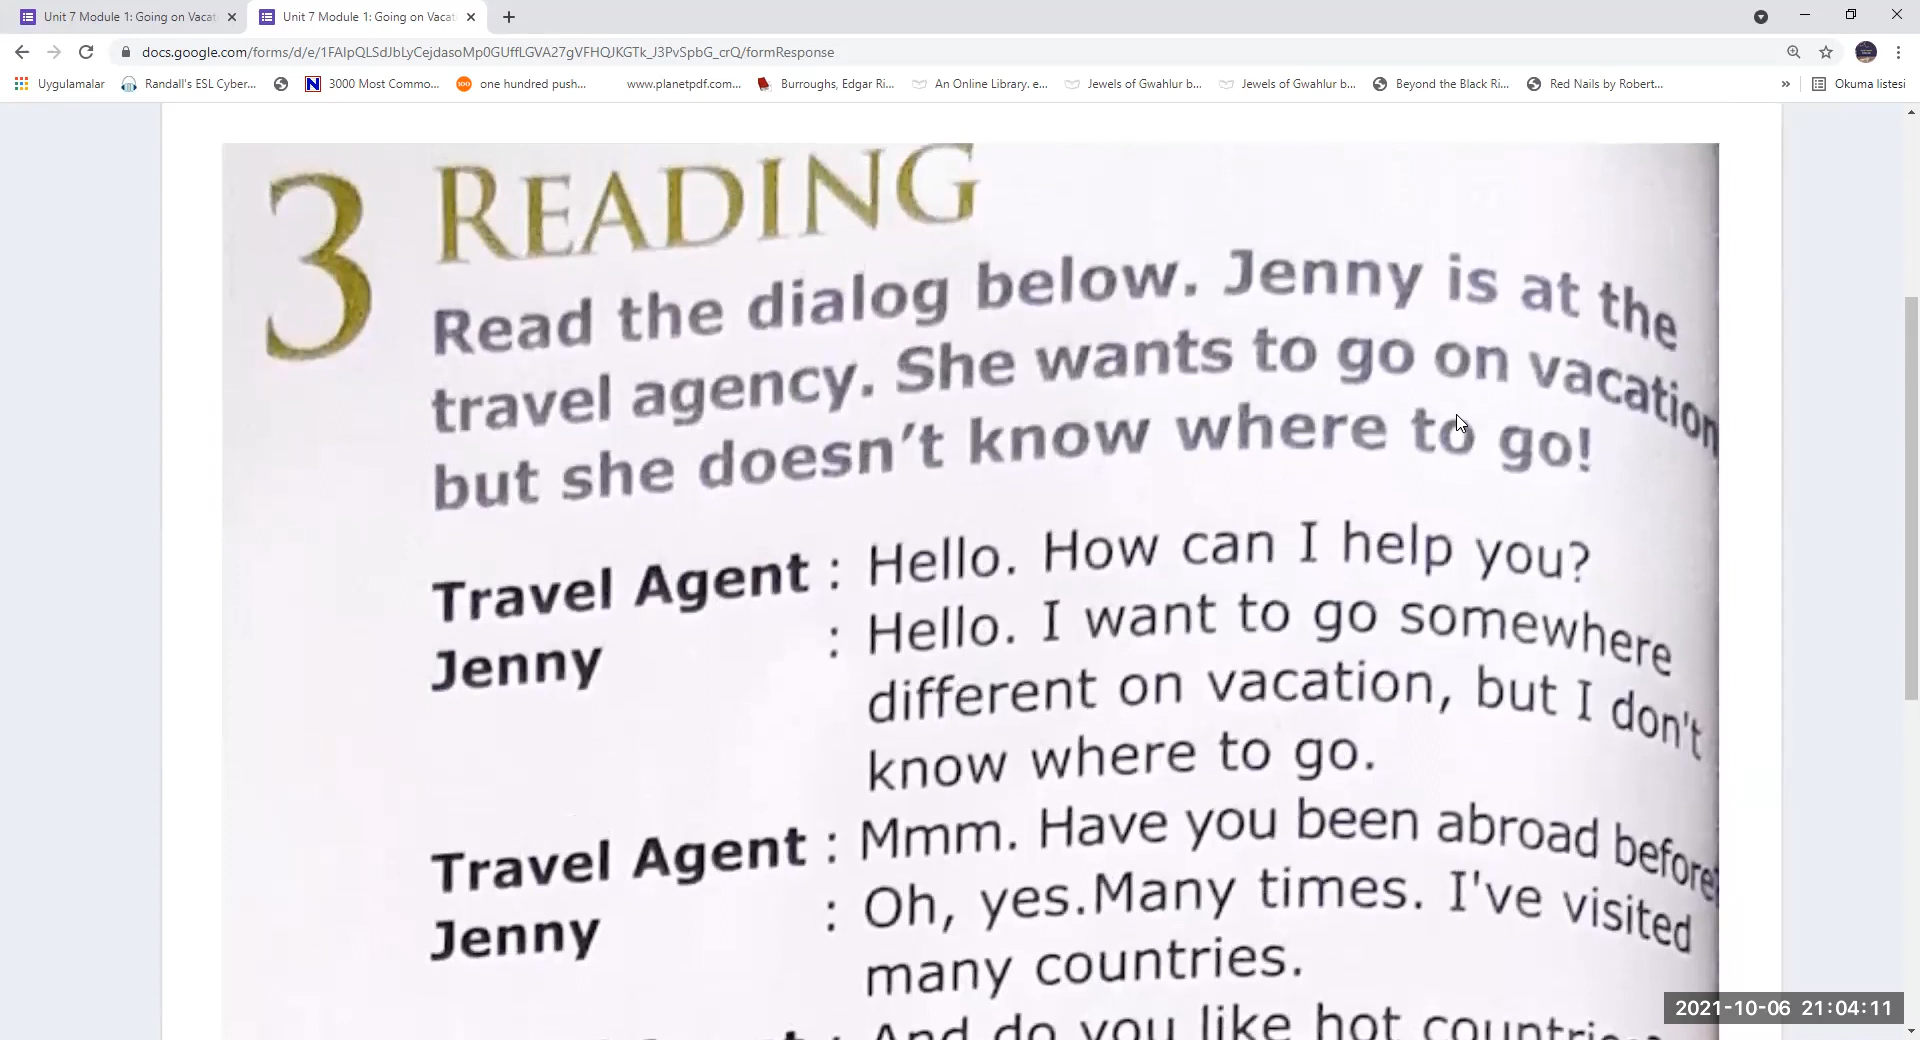 Unit 7 Module 1: Going on Vacat
Unit 7 Module 1: Going on Vacat
docs.google.com/forms/d/e/1FAIpQLSdJbLyCejdasoMp0GUffLGVA27gVFHQJKGTk_J3PvSpbG_crQ/formResponse
Uygulamalar
Randall's ESL Cyber...
3000 Most Commo...
one hundred push...
www.planetpdf.com...
Burroughs, Edgar Ri...
An Online Library. e...
Jewels of Gwahlur b...
Jewels of Gwahlur b...
Beyond the Black Ri...
Red Nails by Robert...
»
Okuma listesi
3 READING
Read the dialog below. Jenny is at the
travel agency. She wants to go on vacation
but she doesn't know where to go!
Travel Agent : Hello. How can I help you?
Jenny : Hello. I want to go somewhere
different on vacation, but I don't
know where to go.
Travel Agent : Mmm. Have you been abroad before?
Jenny : Oh, yes.Many times. I've visited
many countries.
: And do you like hot
2021-10-06 21:04:11